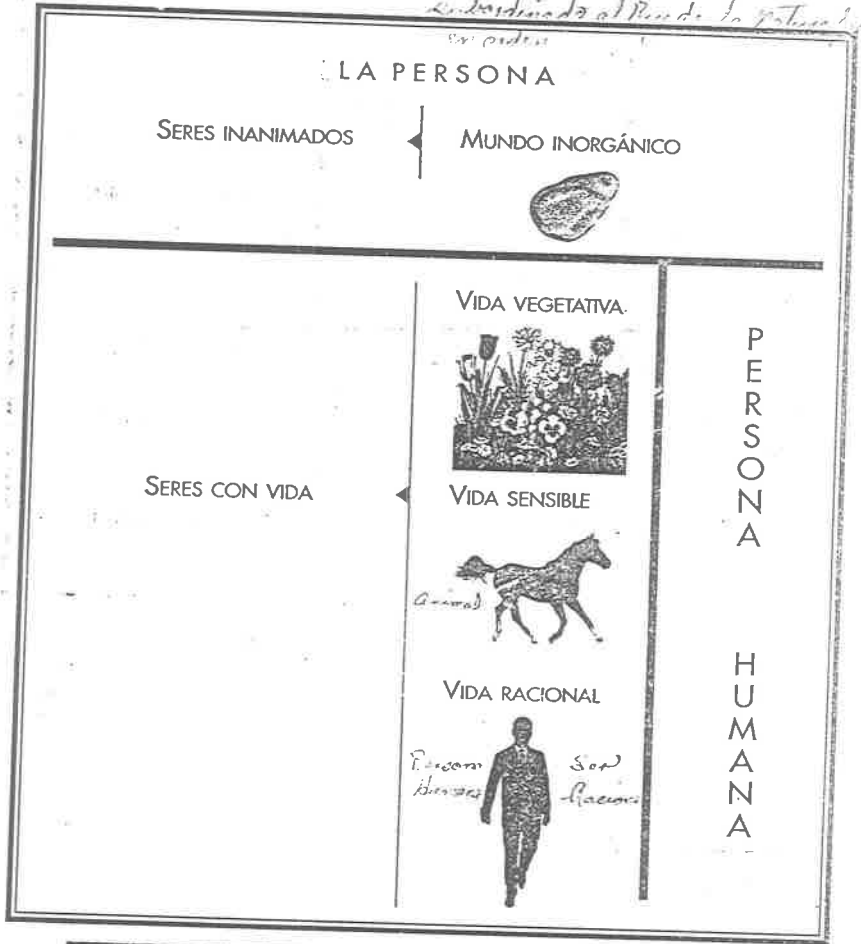 LA PERSONA
SERES INANIMADOS
MUNDO INORGÁNICO
VIDA VEGETATIVA
SERES CON VIDA
VIDA SENSIBLE
Animal
VIDA RACIONAL
Persona
Humana
Ser
Racional
PERSONA
HUMANA